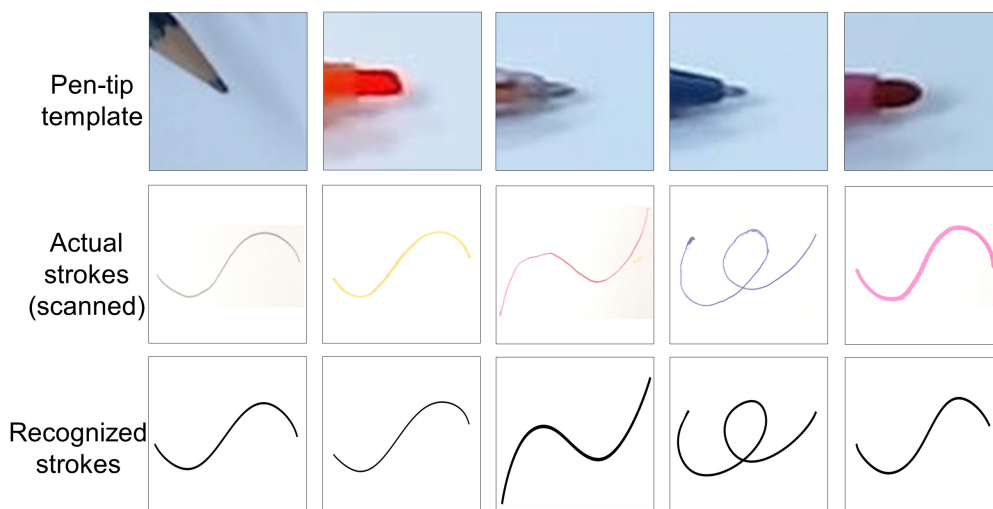 Pen-tip
template
Actual
strokes
(scanned)
Recognized
strokes